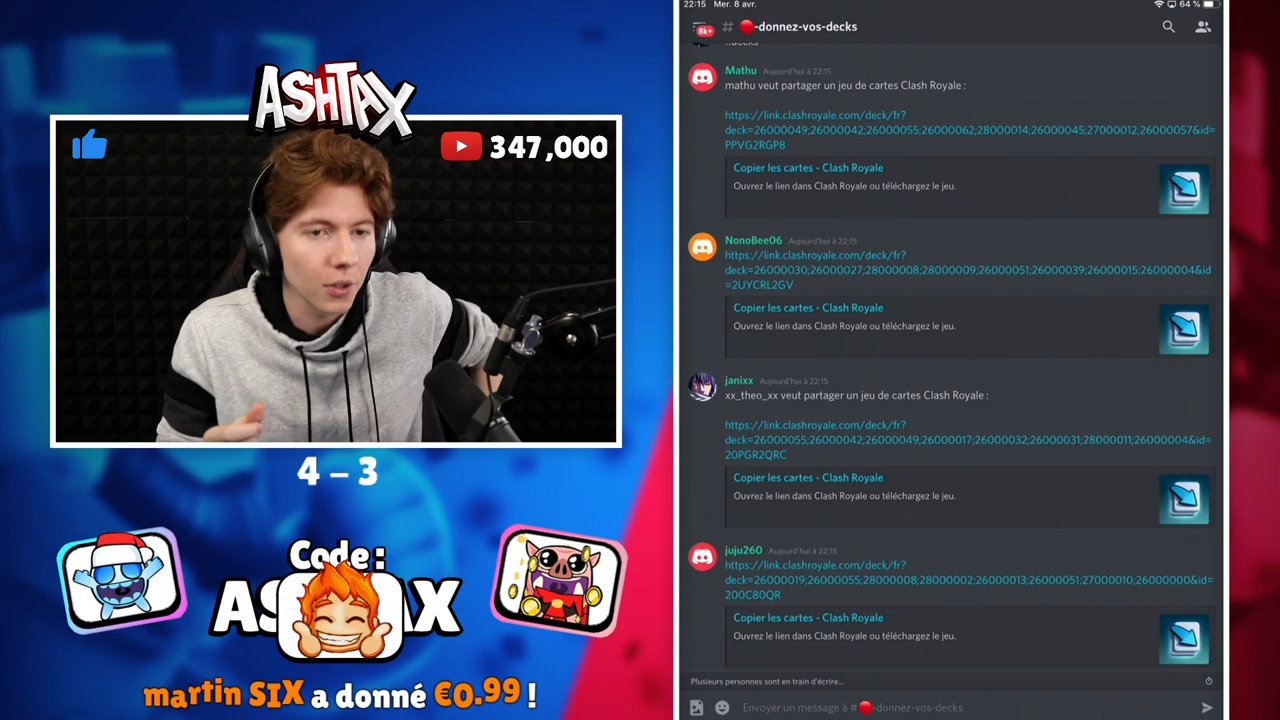 ASHTAX
347,000
4 – 3
Code :
martin SIX a donné €0.99 !
22:15 Mer. 8 avr.
64 %
8k+
# 🔴-donnez-vos-decks
Mathu Aujourd'hui à 22:15
mathu veut partager un jeu de cartes Clash Royale :
https://link.clashroyale.com/deck/fr?
deck=26000049;26000042;26000055;26000062;28000014;26000045;27000012;26000057&id=
PPVG2RGP8
Copier les cartes - Clash Royale
Ouvrez le lien dans Clash Royale ou téléchargez le jeu.
NonoBee06 Aujourd'hui à 22:15
https://link.clashroyale.com/deck/fr?
deck=26000030;26000027;28000008;28000009;26000051;26000039;26000015;26000004&id
=2UYCRL2GV
Copier les cartes - Clash Royale
Ouvrez le lien dans Clash Royale ou téléchargez le jeu.
janixx Aujourd'hui à 22:15
xx_theo_xx veut partager un jeu de cartes Clash Royale :
https://link.clashroyale.com/deck/fr?
deck=26000055;26000042;26000049;26000017;26000032;26000031;28000011;26000004&id=
20PGR2QRC
Copier les cartes - Clash Royale
Ouvrez le lien dans Clash Royale ou téléchargez le jeu.
juju260 Aujourd'hui à 22:15
https://link.clashroyale.com/deck/fr?
deck=26000019;26000055;28000008;28000002;26000013;26000051;27000010;26000000&id=
200C80QR
Copier les cartes - Clash Royale
Ouvrez le lien dans Clash Royale ou téléchargez le jeu.
Plusieurs personnes sont en train d'écrire...
Envoyer un message à #🔴-donnez-vos-decks